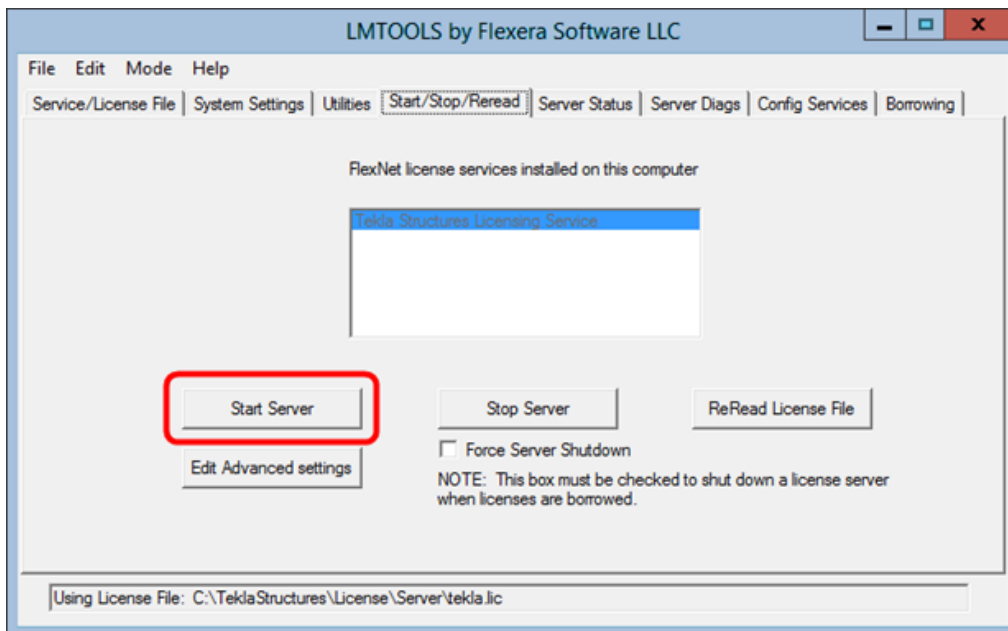 LMTOOLS by Flexera Software LLC
File Edit Mode Help
Service/License File System Settings Utilities Start/Stop/Reread Server Status Server Diags Config Services Borrowing
FlexNet license services installed on this computer
Tekla Structures Licensing Service
Start Server Stop Server ReRead License File
Force Server Shutdown
Edit Advanced settings
NOTE: This box must be checked to shut down a license server
when licenses are borrowed.
Using License File: C:\TeklaStructures\License\Server\tekla.lic